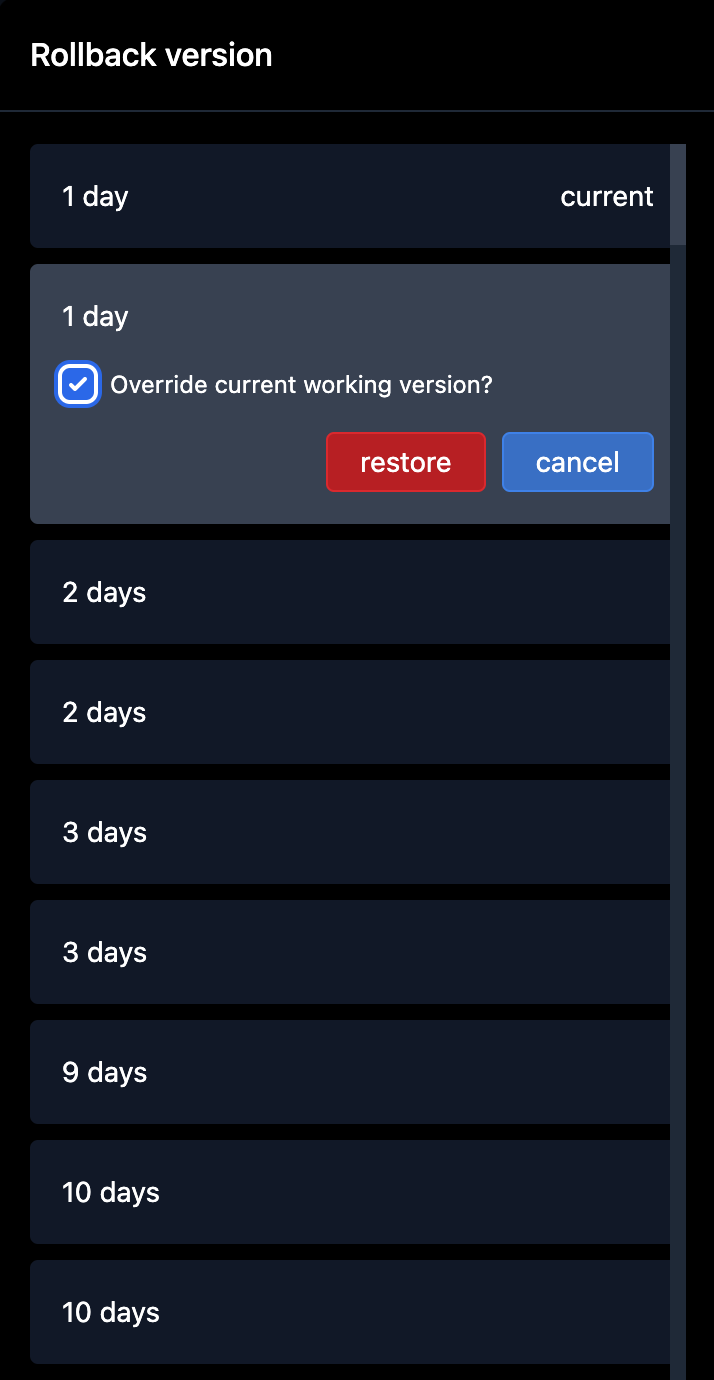 Rollback version
1 day current
1 day
Override current working version?
restore cancel
2 days
2 days
3 days
3 days
9 days
10 days
10 days